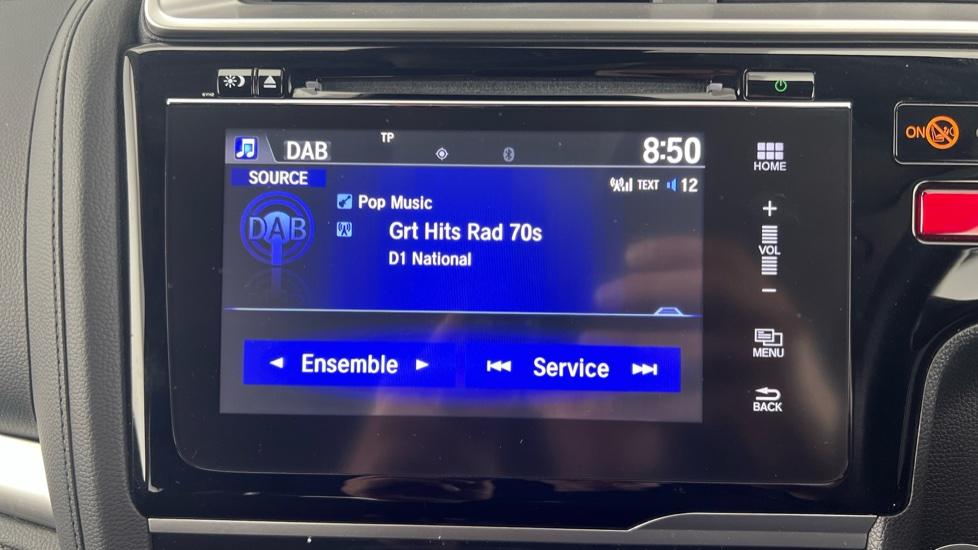 DAB
TP
8:50
SOURCE
TEXT 12
DAB
Pop Music
Grt Hits Rad 70s
D1 National
Ensemble
Service
HOME
+
VOL
−
MENU
BACK
ON